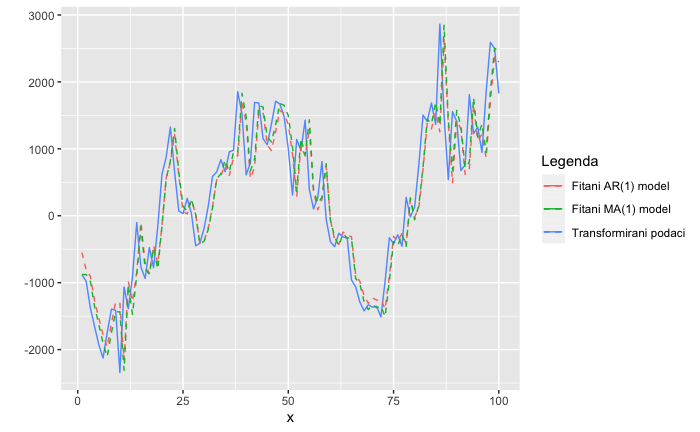 3000
2000
1000
0
-1000
-2000
0 25 50 75 100
x
Legenda
Fitani AR(1) model
Fitani MA(1) model
Transformirani podaci